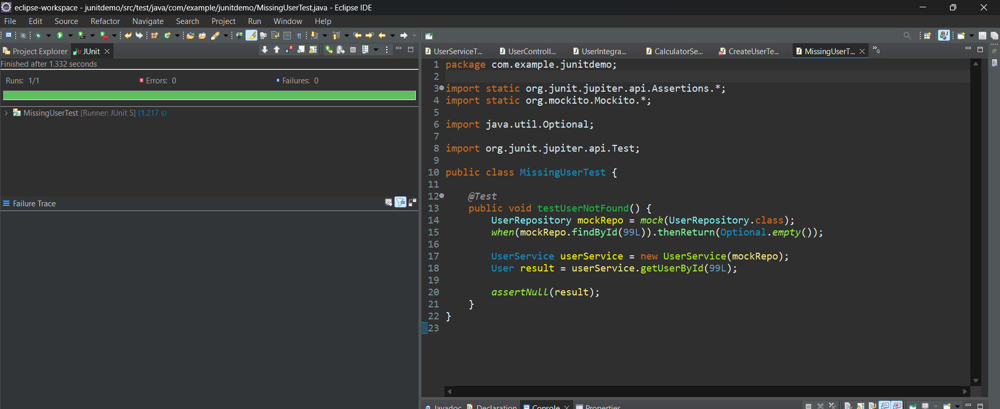 eclipse-workspace - junitdemo/src/test/java/com/example/junitdemo/MissingUserTest.java - Eclipse IDE
File Edit Source Refactor Navigate Search Project Run Window Help
Project Explorer JUnit
Finished after 1.332 seconds
Runs: 1/1 Errors: 0 Failures: 0
MissingUserTest [Runner: JUnit 5] (1.217 s)
Failure Trace
UserServiceT... UserControll... UserIntegra... CalculatorSe... CreateUserTe... MissingUserT... 9
1 package com.example.junitdemo;
2
3 import static org.junit.jupiter.api.Assertions.*;
4 import static org.mockito.Mockito.*;
5
6 import java.util.Optional;
7
8 import org.junit.jupiter.api.Test;
9
10 public class MissingUserTest {
11
12 @Test
13 public void testUserNotFound() {
14 UserRepository mockRepo = mock(UserRepository.class);
15 when(mockRepo.findById(99L)).thenReturn(Optional.empty());
16
17 UserService userService = new UserService(mockRepo);
18 User result = userService.getUserById(99L);
19
20 assertNull(result);
21 }
22 }
23
Javadoc Declaration Console Properties